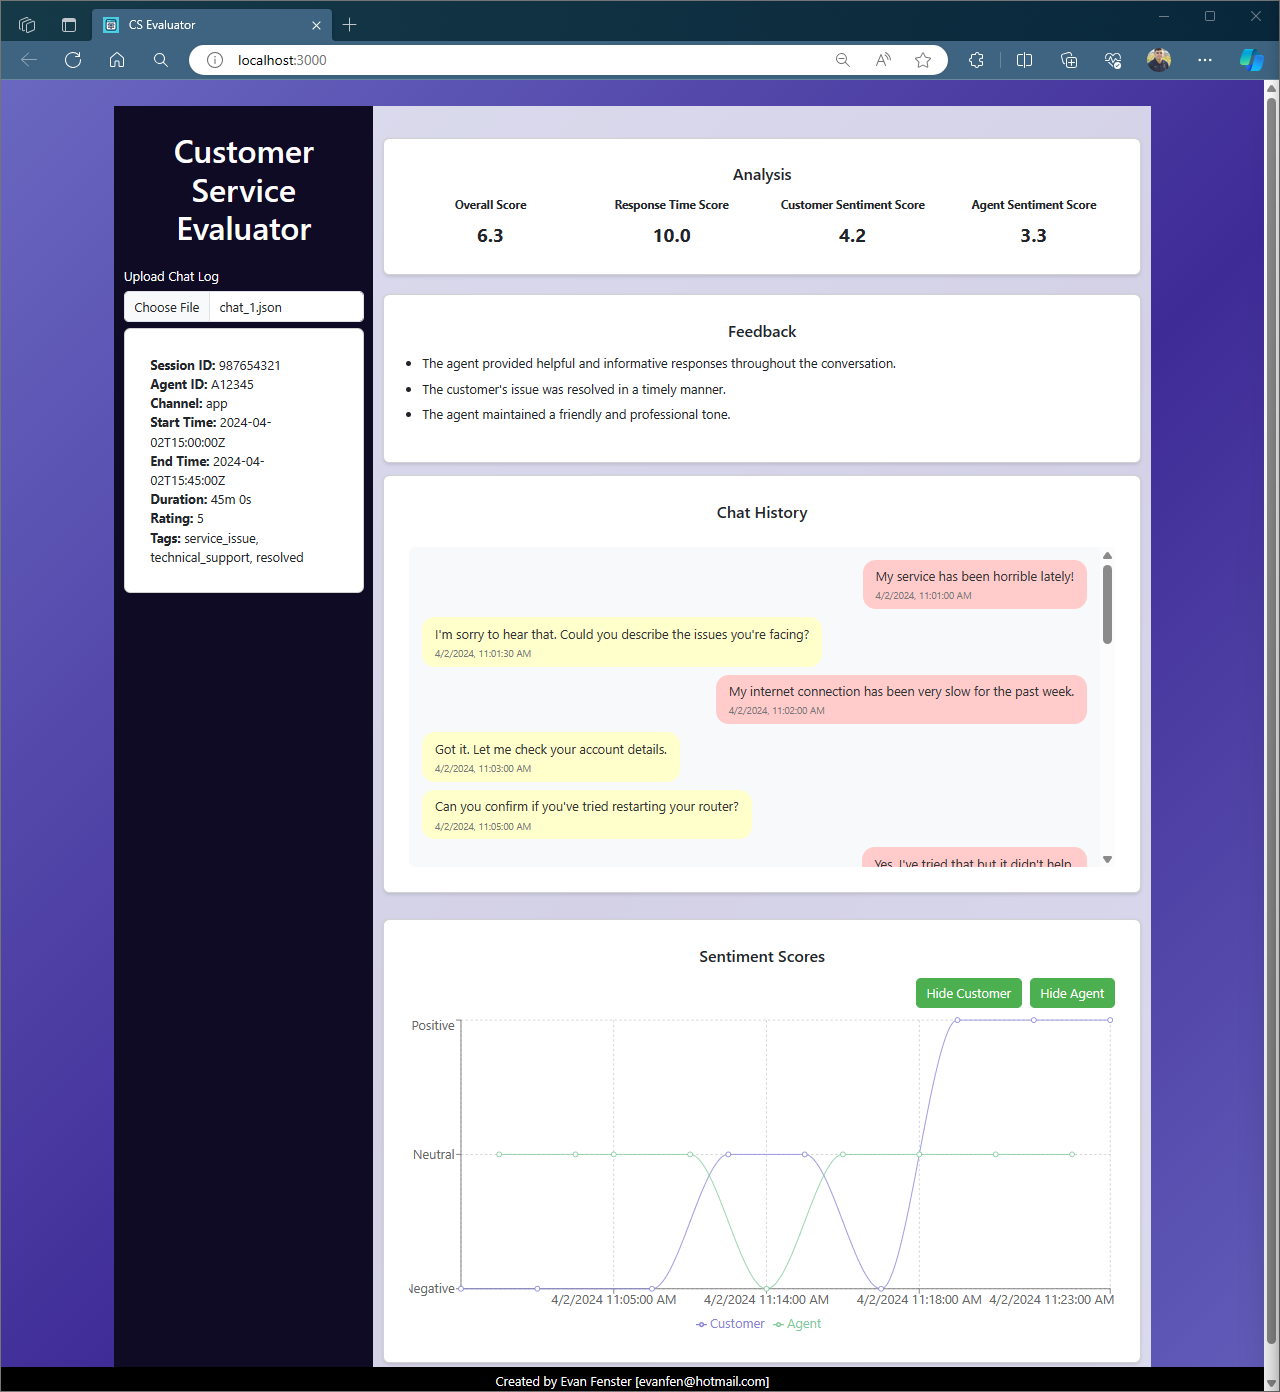 CS Evaluator
localhost:3000
Customer
Service
Evaluator
Upload Chat Log
Choose File chat_1.json
Session ID: 987654321
Agent ID: A12345
Channel: app
Start Time: 2024-04-
02T15:00:00Z
End Time: 2024-04-
02T15:45:00Z
Duration: 45m 0s
Rating: 5
Tags: service_issue,
technical_support, resolved
Analysis
Overall Score Response Time Score Customer Sentiment Score Agent Sentiment Score
6.3 10.0 4.2 3.3
Feedback
• The agent provided helpful and informative responses throughout the conversation.
• The customer's issue was resolved in a timely manner.
• The agent maintained a friendly and professional tone.
Chat History
My service has been horrible lately!
4/2/2024, 11:01:00 AM
I'm sorry to hear that. Could you describe the issues you're facing?
4/2/2024, 11:01:30 AM
My internet connection has been very slow for the past week.
4/2/2024, 11:02:00 AM
Got it. Let me check your account details.
4/2/2024, 11:03:00 AM
Can you confirm if you've tried restarting your router?
4/2/2024, 11:05:00 AM
Yes, I've tried that but it didn't help
Sentiment Scores
Hide Customer Hide Agent
Positive
Neutral
Negative
4/2/2024 11:05:00 AM 4/2/2024 11:14:00 AM 4/2/2024 11:18:00 AM 4/2/2024 11:23:00 AM
Customer Agent
Created by Evan Fenster [evanfen@hotmail.com]